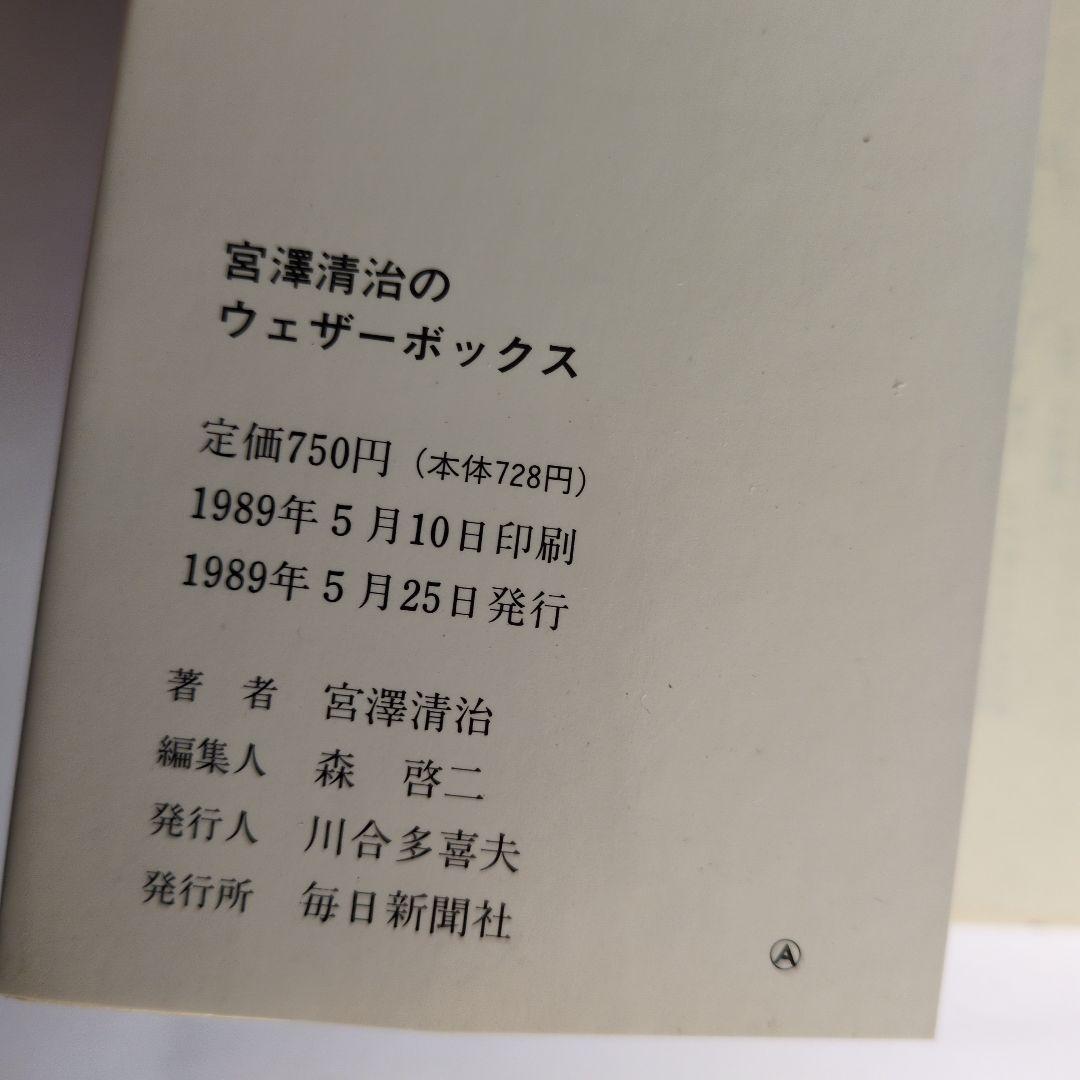 宮澤清治の
ウェザーボックス
定価750円（本体728円）
1989年5月10日印刷
1989年5月25日発行
著　者　宮澤清治
編集人　森　啓二
発行人　川合多喜夫
発行所　毎日新聞社
Ⓐ